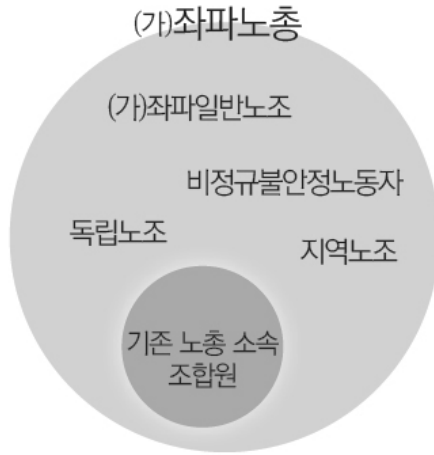 (가)좌파노총
(가)좌파일반노조
비정규불안정노동자
독립노조
지역노조
기존 노총 소속
조합원